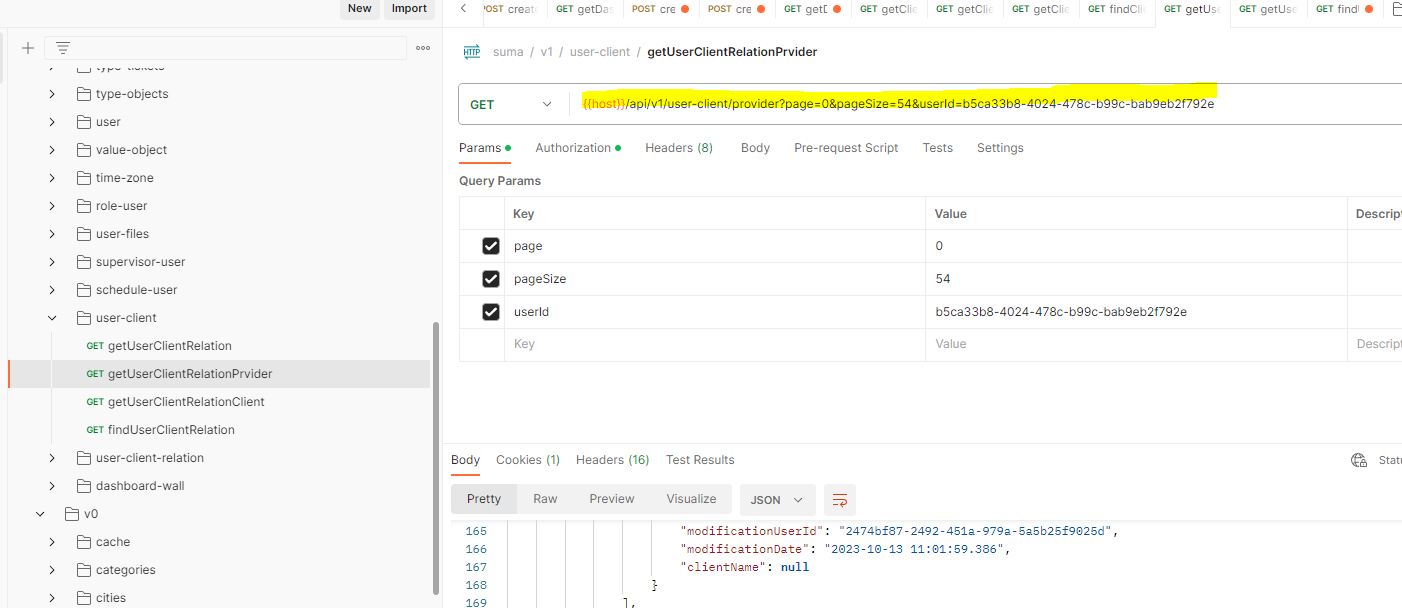 New Import
POST create GET getDas POST cre POST cre GET getD GET getClie GET getClie GET getClie GET findClie GET getUse GET getUse GET findU
suma / v1 / user-client / getUserClientRelationPrvider
type-tickets
type-objects
user
value-object
time-zone
role-user
user-files
supervisor-user
schedule-user
user-client
GET getUserClientRelation
GET getUserClientRelationPrvider
GET getUserClientRelationClient
GET findUserClientRelation
user-client-relation
dashboard-wall
v0
cache
categories
cities
GET {{host}}/api/v1/user-client/provider?page=0&pageSize=54&userId=b5ca33b8-4024-478c-b99c-bab9eb2f792e
Params Authorization Headers (8) Body Pre-request Script Tests Settings
Query Params
Key Value Descript
page 0
pageSize 54
userId b5ca33b8-4024-478c-b99c-bab9eb2f792e
Key Value Descript
Body Cookies (1) Headers (16) Test Results Stat
Pretty Raw Preview Visualize JSON
165 "modificationUserId": "2474bf87-2492-451a-979a-5a5b25f9025d",
166 "modificationDate": "2023-10-13 11:01:59.386",
167 "clientName": null
168 }
169 ],